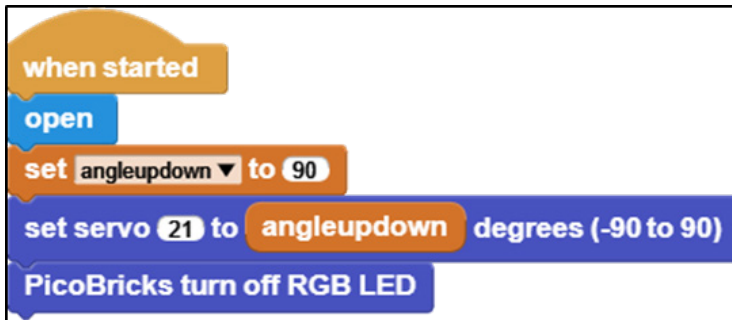 when started
open
set angleupdown to 90
set servo 21 to angleupdown degrees (-90 to 90)
PicoBricks turn off RGB LED